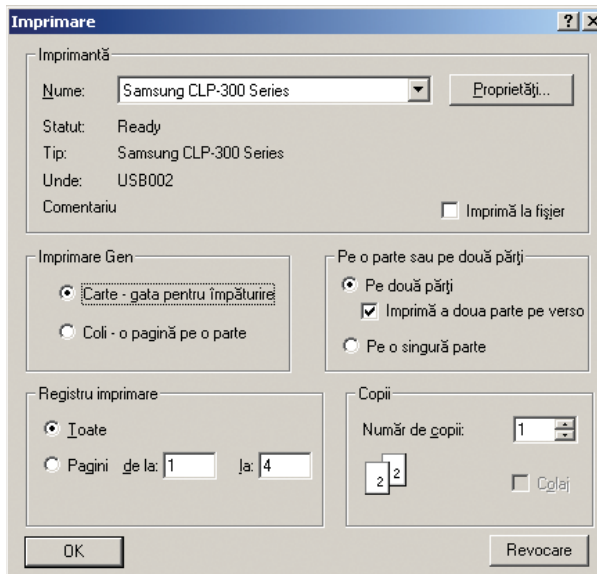 Imprimare
Imprimantă
Nume: Samsung CLP-300 Series Proprietăţi...
Statut: Ready
Tip: Samsung CLP-300 Series
Unde: USB002
Comentariu Imprimă la fişier
Imprimare Gen
Carte - gata pentru împăturire
Coli - o pagină pe o parte
Pe o parte sau pe două părţi
Pe două părţi
Imprimă a doua parte pe verso
Pe o singură parte
Registru imprimare
Toate
Pagini de la: 1 la: 4
Copii
Număr de copii: 1
2 2
Colaj
OK Revocare